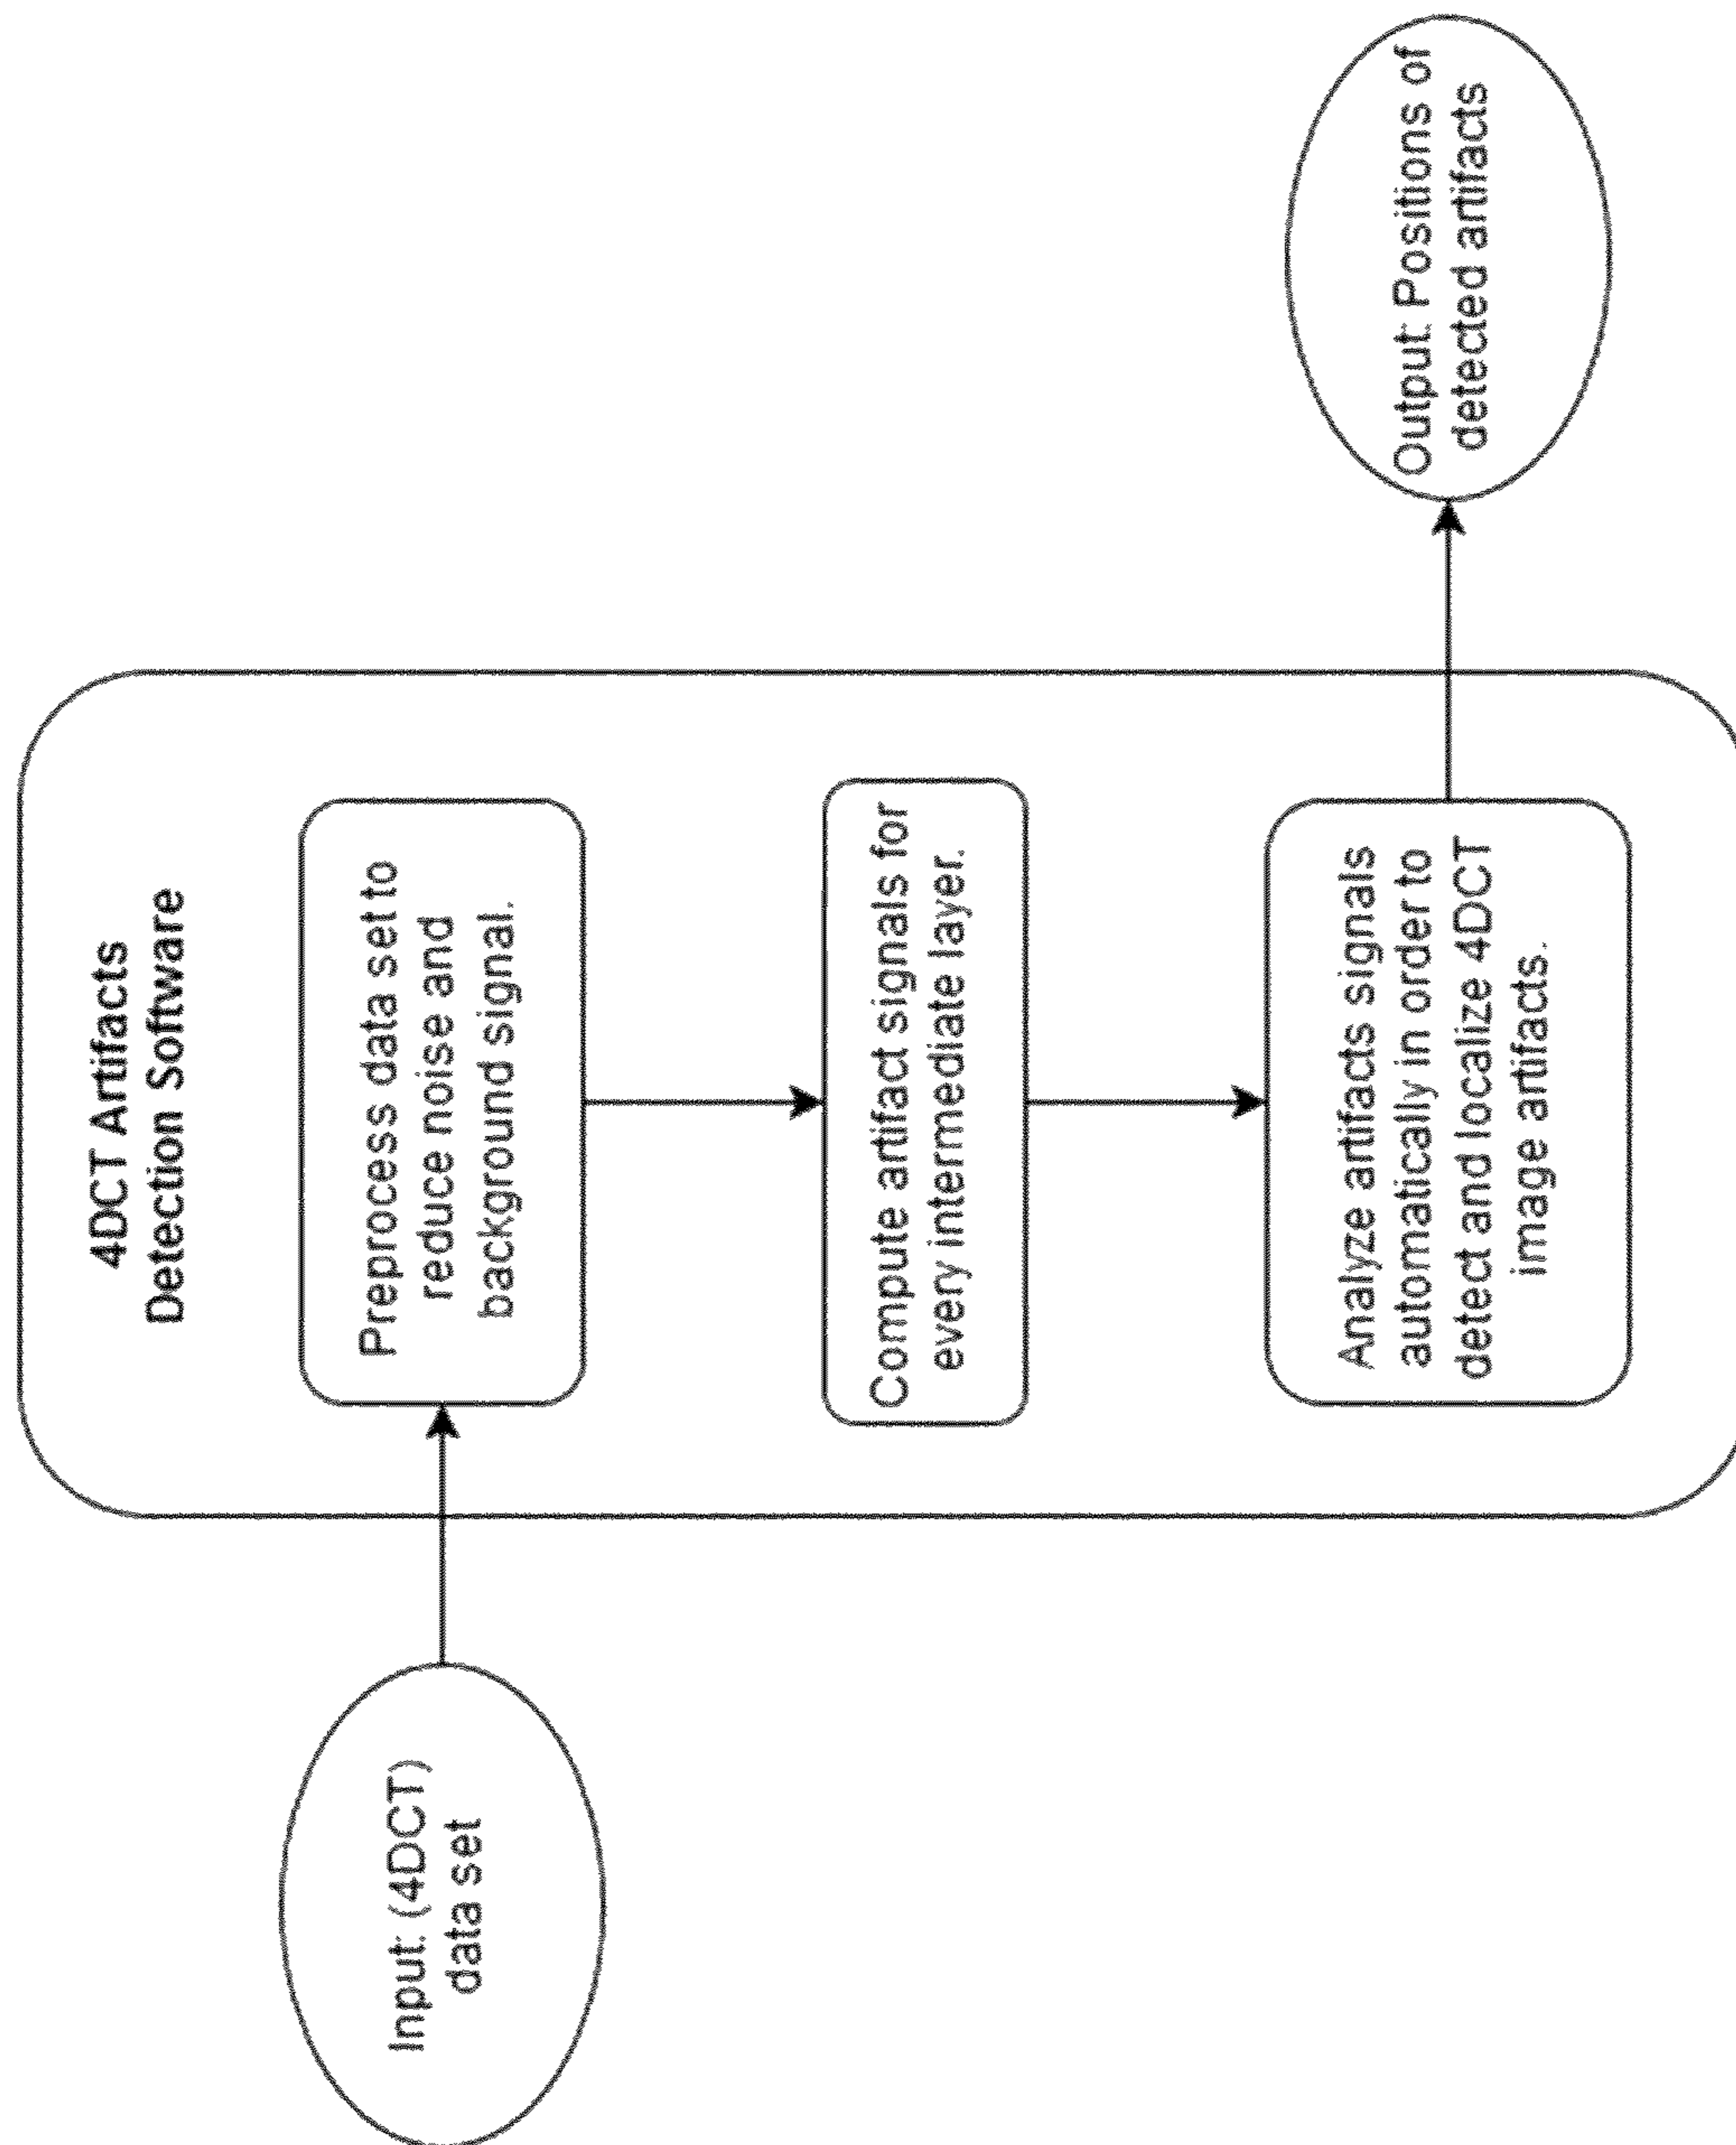 4DCT Artifacts
Detection Software
Input: (4DCT)
data set
Preprocess data set to
reduce noise and
background signal.
Compute artifact signals for
every intermediate layer.
Analyze artifacts signals
automatically in order to
detect and localize 4DCT
image artifacts.
Output: Positions of
detected artifacts